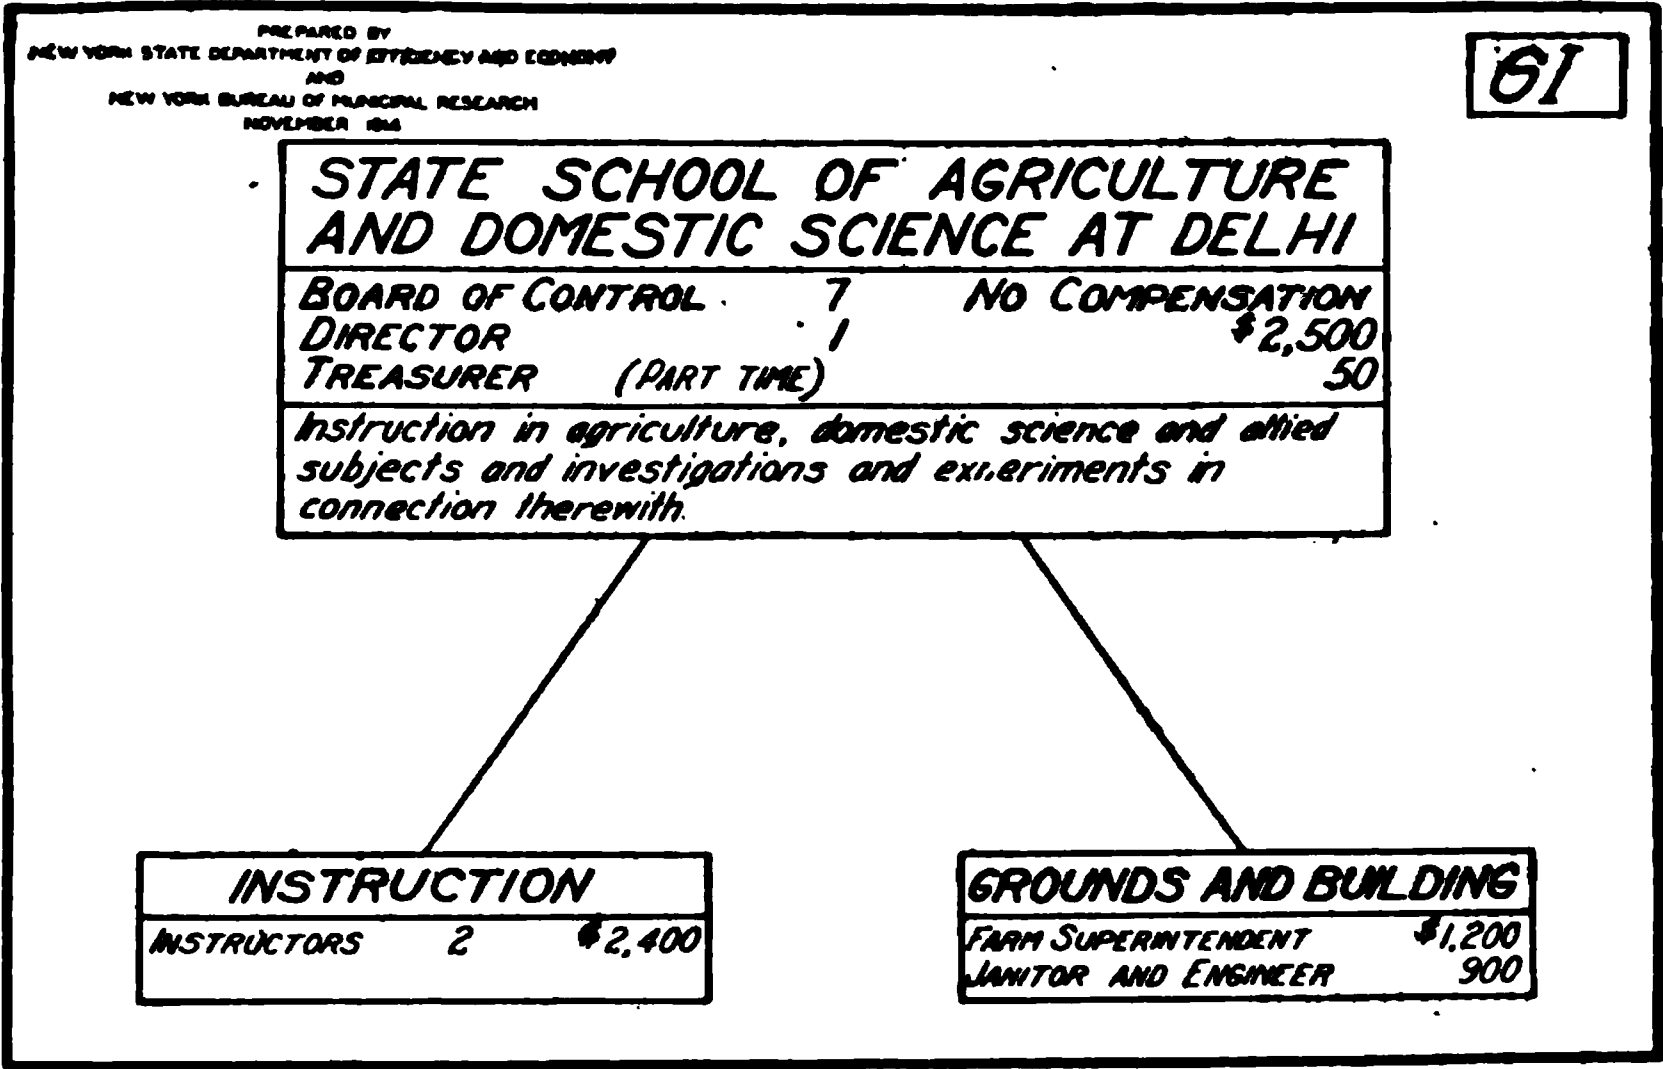 PREPARED BY
NEW YORK STATE DEPARTMENT OF EFFICIENCY AND ECONOMY
AND
NEW YORK BUREAU OF MUNICIPAL RESEARCH
NOVEMBER
61
STATE SCHOOL OF AGRICULTURE
AND DOMESTIC SCIENCE AT DELHI
BOARD OF CONTROL 7 NO COMPENSATION
DIRECTOR 1 $2,500
TREASURER (PART TIME) 50
Instruction in agriculture, domestic science and allied
subjects and investigations and experiments in
connection therewith.
INSTRUCTION
INSTRUCTORS 2 $2,400
GROUNDS AND BUILDING
FARM SUPERINTENDENT $1,200
JANITOR AND ENGINEER 900